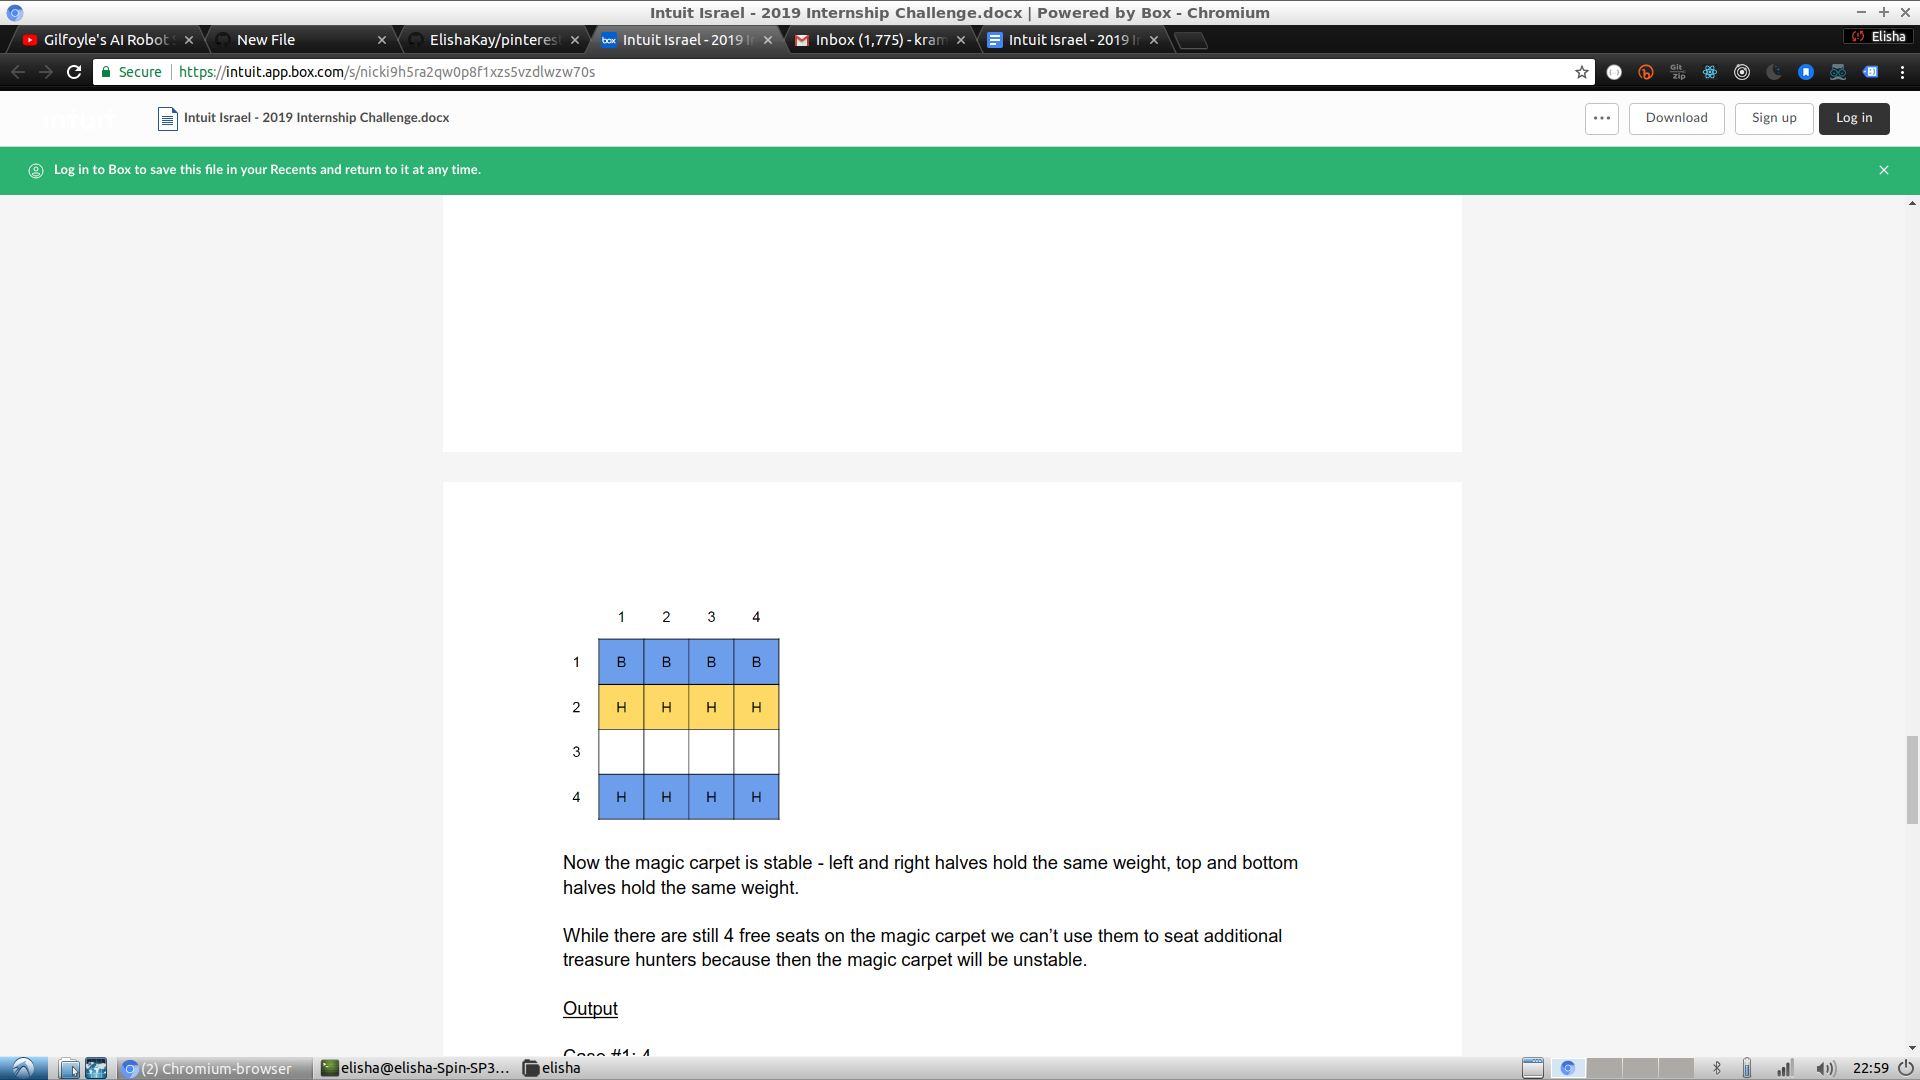 Intuit Israel - 2019 Internship Challenge.docx | Powered by Box - Chromium
Gilfoyle's AI Robot
New File
ElishaKay/pinteres
Intuit Israel - 2019 I
Inbox (1,775) - kram
Intuit Israel - 2019 I
Elisha
Secure
https://intuit.app.box.com/s/nicki9h5ra2qw0p8f1xzs5vzdlwzw70s
Intuit Israel - 2019 Internship Challenge.docx
Download
Sign up
Log in
Log in to Box to save this file in your Recents and return to it at any time.
1 2 3 4
1 B B B B
2 H H H H
3
4 H H H H
Now the magic carpet is stable - left and right halves hold the same weight, top and bottom
halves hold the same weight.
While there are still 4 free seats on the magic carpet we can’t use them to seat additional
treasure hunters because then the magic carpet will be unstable.
Output
Case #1: 4
(2) Chromium-browser
elisha@elisha-Spin-SP3...
elisha
22:59